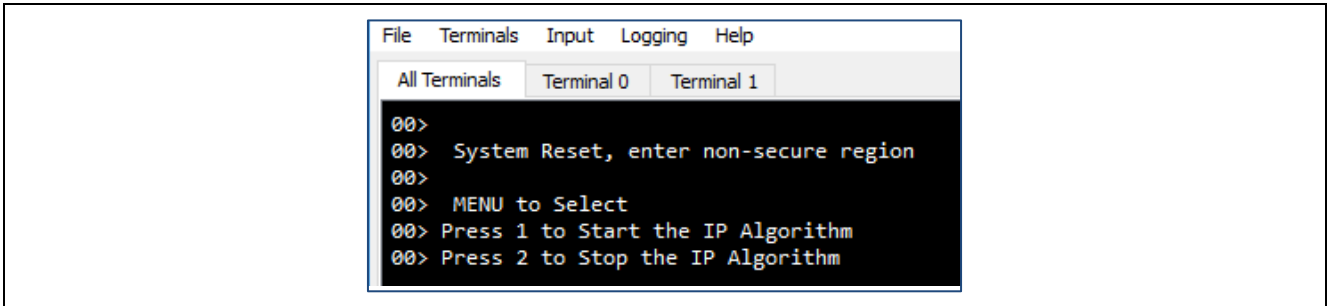 File Terminals Input Logging Help
All Terminals Terminal 0 Terminal 1
00>
00> System Reset, enter non-secure region
00>
00> MENU to Select
00> Press 1 to Start the IP Algorithm
00> Press 2 to Stop the IP Algorithm